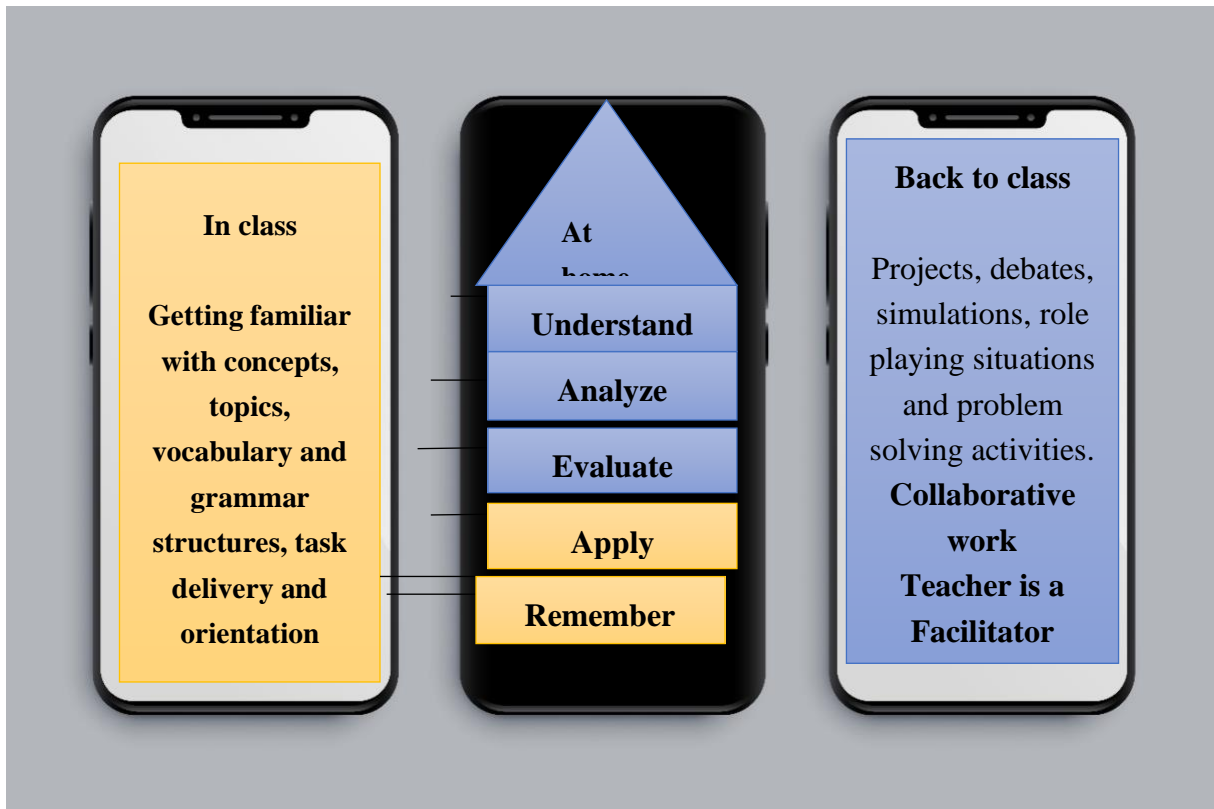 In class
Getting familiar
with concepts,
topics,
vocabulary and
grammar
structures, task
delivery and
orientation
At
home
Understand
Analyze
Evaluate
Apply
Remember
Back to class
Projects, debates,
simulations, role
playing situations
and problem
solving activities.
Collaborative
work
Teacher is a
Facilitator